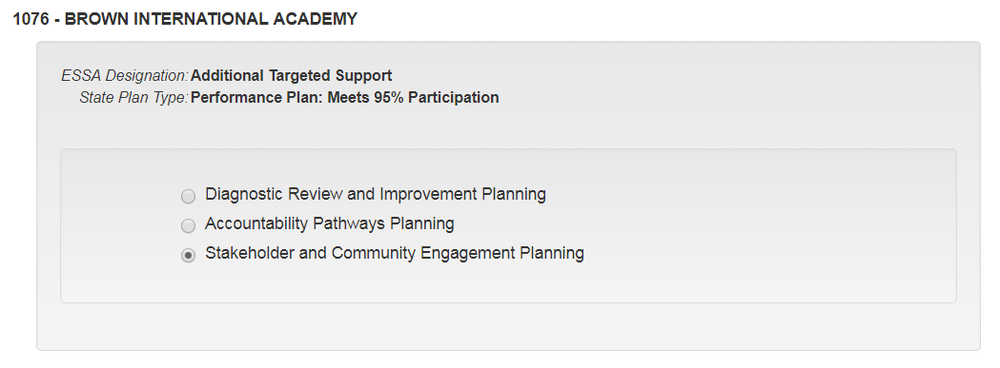 1076 - BROWN INTERNATIONAL ACADEMY
ESSA Designation: Additional Targeted Support
State Plan Type: Performance Plan: Meets 95% Participation
Diagnostic Review and Improvement Planning
Accountability Pathways Planning
Stakeholder and Community Engagement Planning